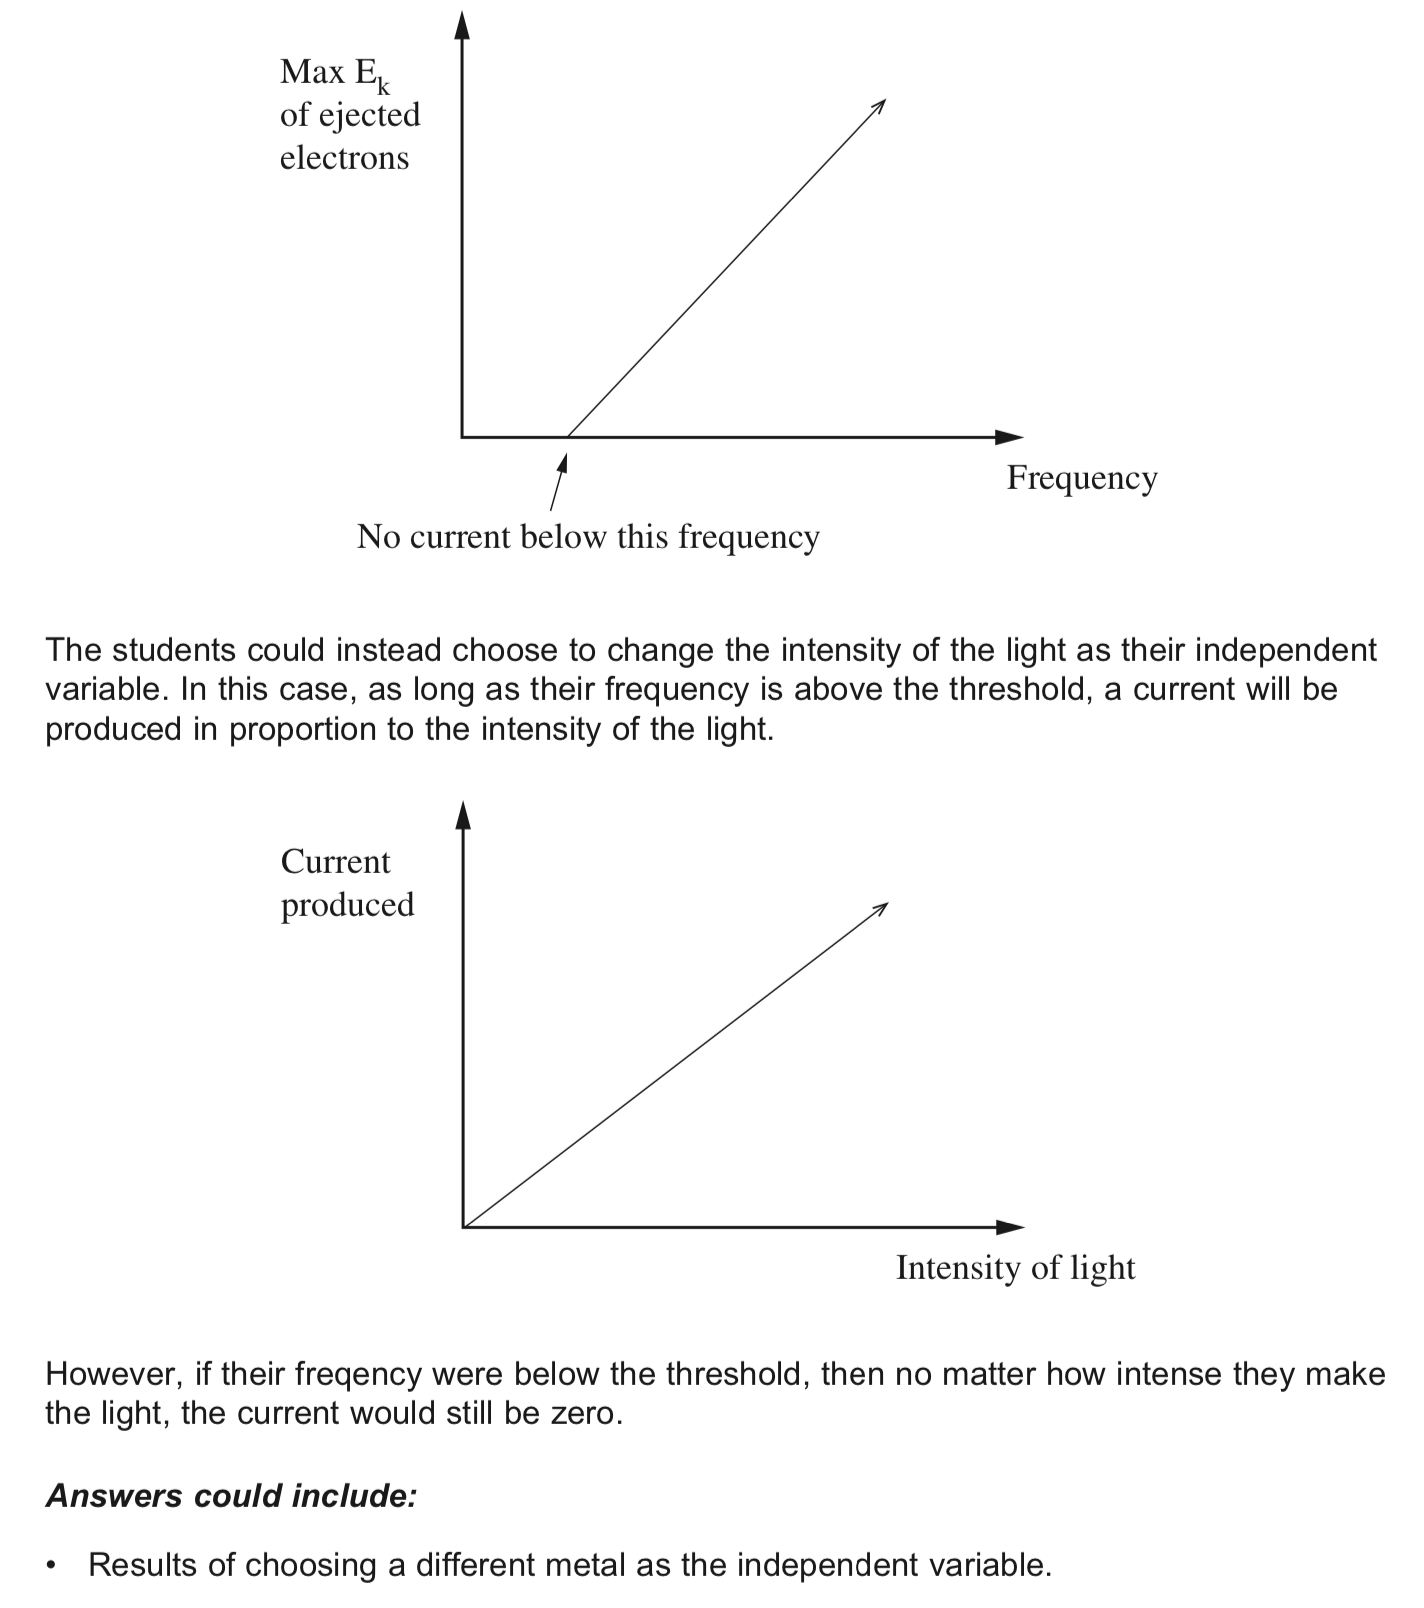 Max Ek
of ejected
electrons
Frequency
No current below this frequency
The students could instead choose to change the intensity of the light as their independent
variable. In this case, as long as their frequency is above the threshold, a current will be
produced in proportion to the intensity of the light.
Current
produced
Intensity of light
However, if their freqency were below the threshold, then no matter how intense they make
the light, the current would still be zero.
Answers could include:
• Results of choosing a different metal as the independent variable.